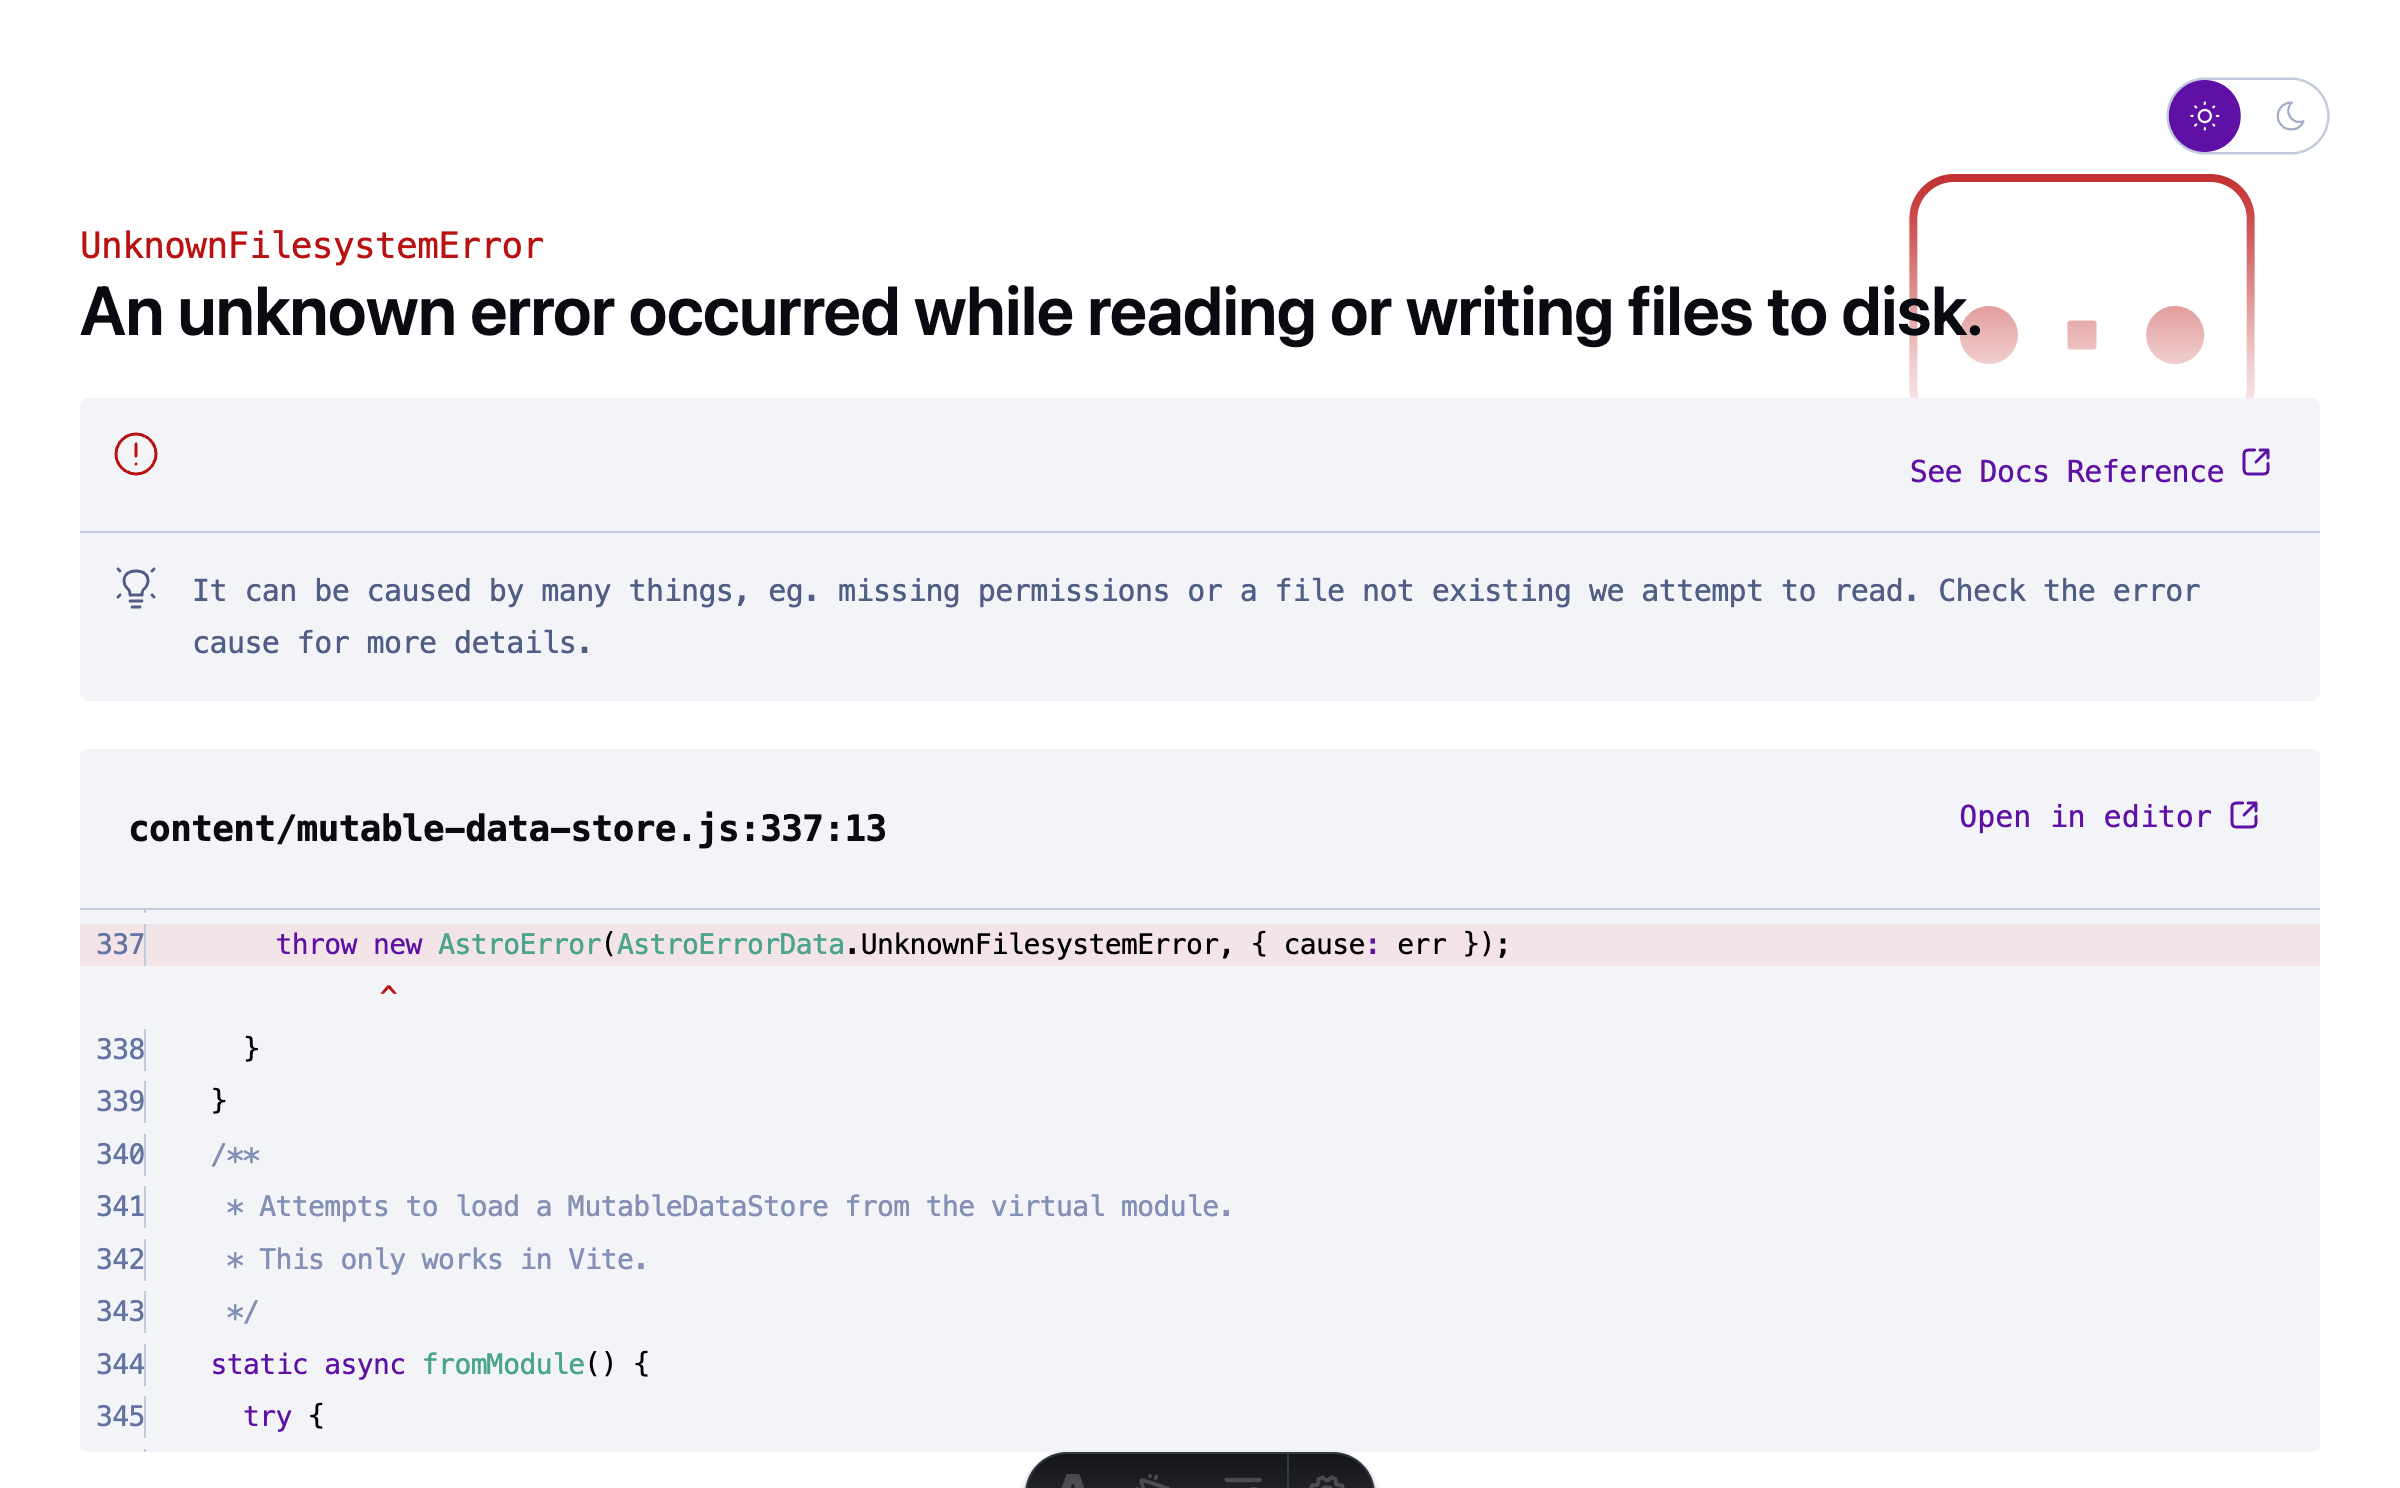 UnknownFilesystemError
An unknown error occurred while reading or writing files to disk.
See Docs Reference
It can be caused by many things, eg. missing permissions or a file not existing we attempt to read. Check the error
cause for more details.
content/mutable-data-store.js:337:13
Open in editor
337 throw new AstroError(AstroErrorData.UnknownFilesystemError, { cause: err });
^
338 }
339 }
340 /**
341 * Attempts to load a MutableDataStore from the virtual module.
342 * This only works in Vite.
343 */
344 static async fromModule() {
345 try {